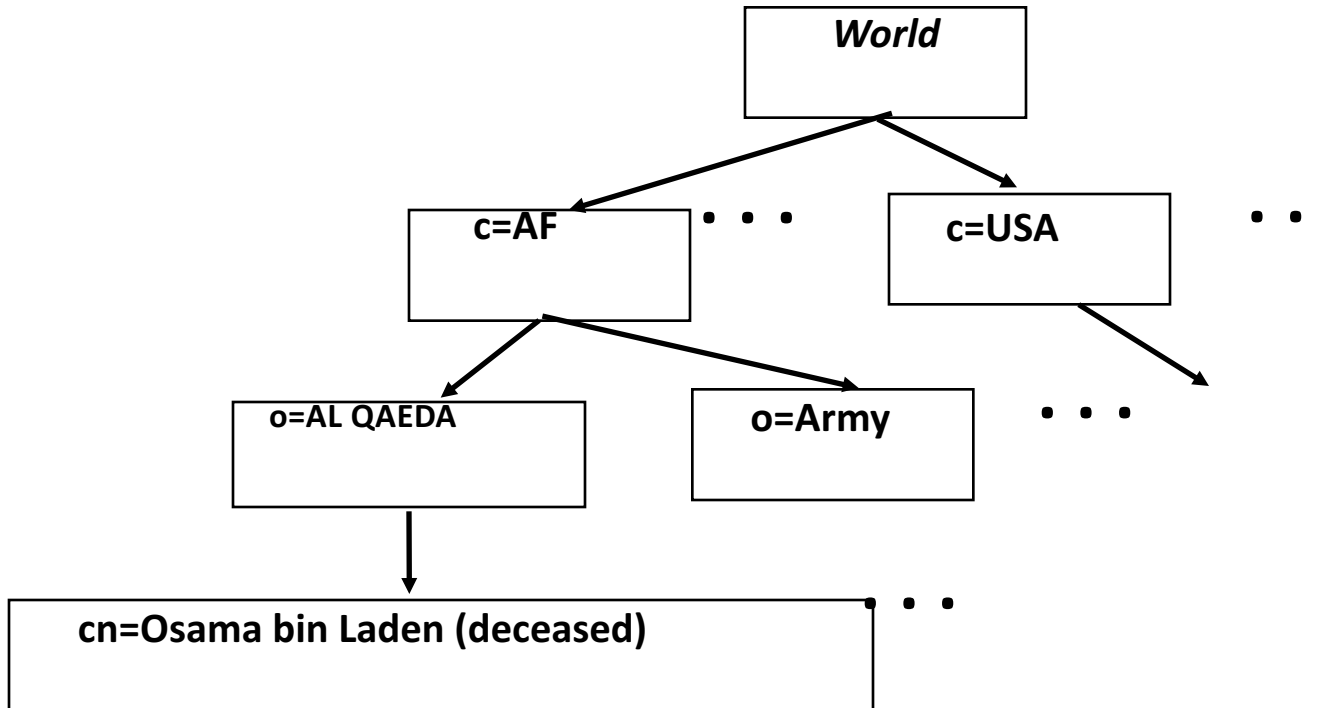 World
c=AF
. . .
c=USA
. .
o=AL QAEDA
o=Army
. . .
cn=Osama bin Laden (deceased)
. . .